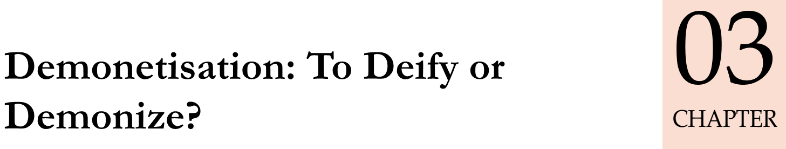 Demonetisation: To Deify or
Demonize?
03
CHAPTER